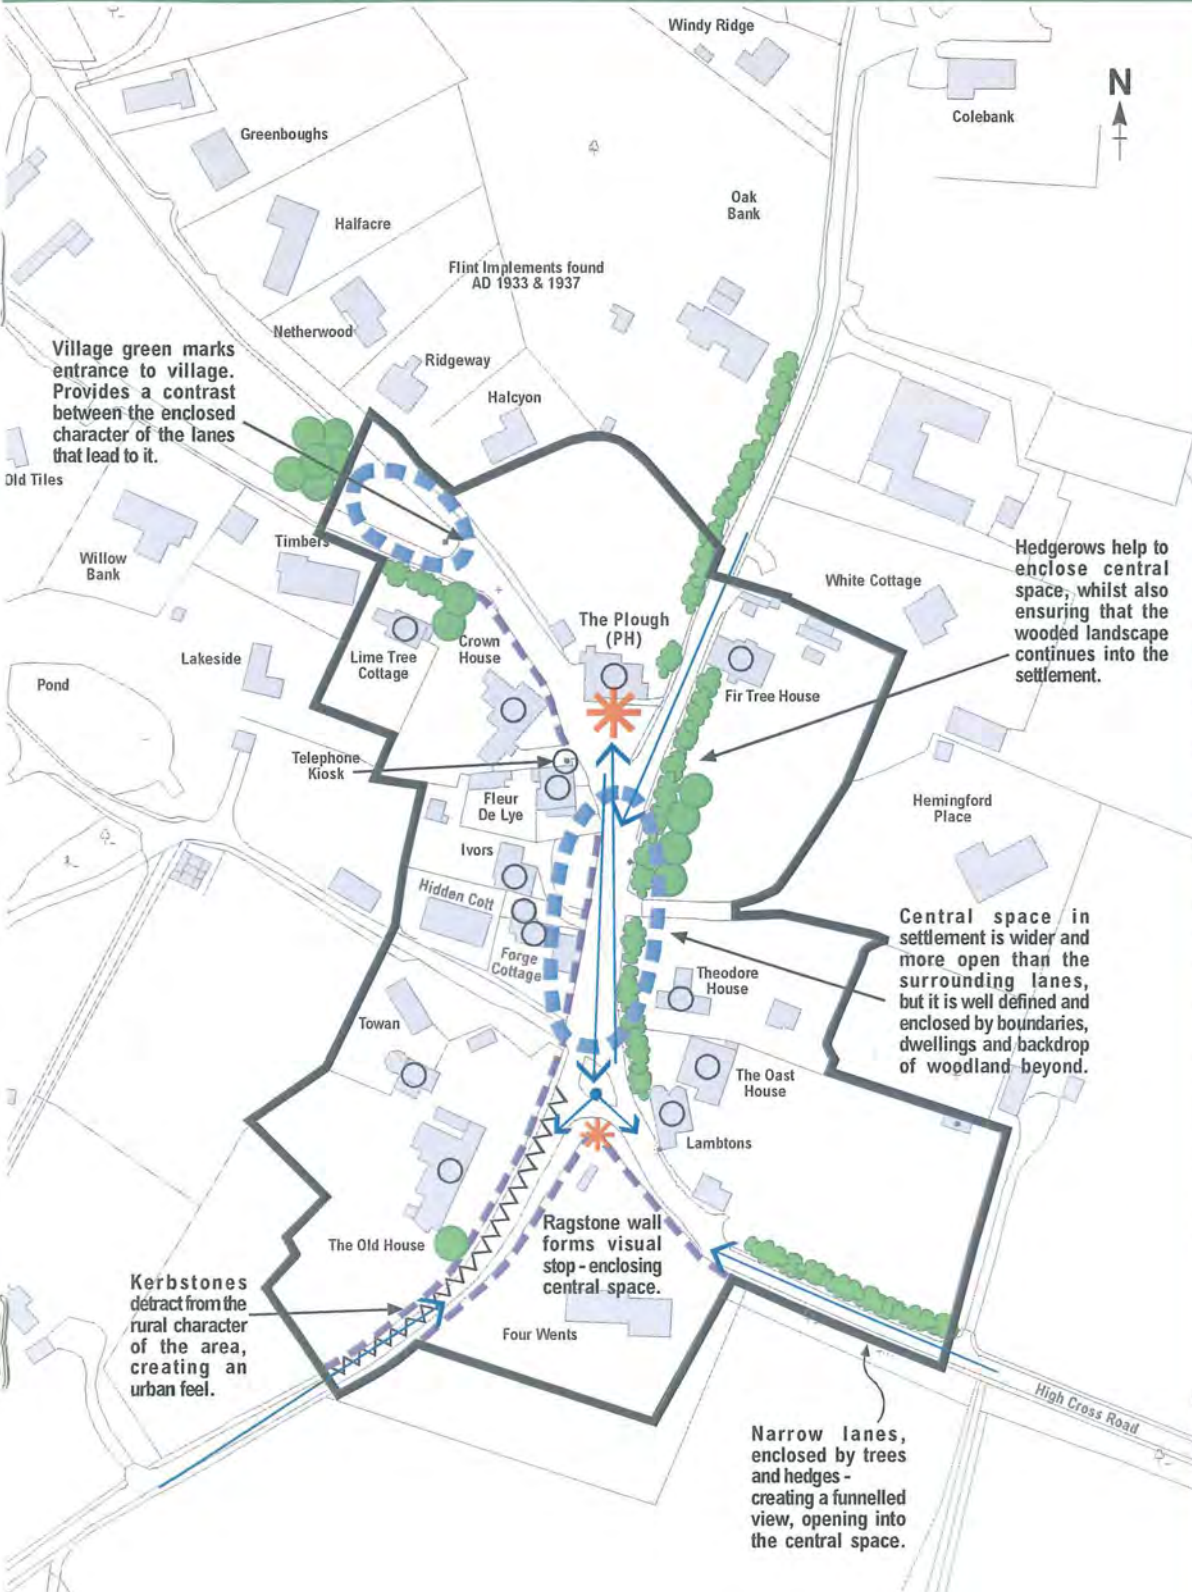 Windy Ridge
N
Colebank
Greenboughs
Oak
Bank
Halfacre
Flint Implements found
AD 1933 & 1937
Netherwood
Village green marks
entrance to village.
Provides a contrast
between the enclosed
character of the lanes
that lead to it.
Ridgeway
Halcyon
Old Tiles
Timbers
Willow
Bank
Hedgerows help to
enclose central
space, whilst also
ensuring that the
wooded landscape
continues into the
settlement.
White Cottage
The Plough
(PH)
Crown
House
Lime Tree
Cottage
Lakeside
Pond
Fir Tree House
Telephone
Kiosk
Fleur
De Lye
Hemingford
Place
Ivors
Hidden Cott
Forge
Cottage
Central space in
settlement is wider and
more open than the
surrounding lanes,
but it is well defined and
enclosed by boundaries,
dwellings and backdrop
of woodland beyond.
Theodore
House
Towan
The Oast
House
Lambtons
Ragstone wall
forms visual
stop - enclosing
central space.
The Old House
Kerbstones
detract from the
rural character
of the area,
creating an
urban feel.
Four Wents
High Cross Road
Narrow lanes,
enclosed by trees
and hedges -
creating a funnelled
view, opening into
the central space.